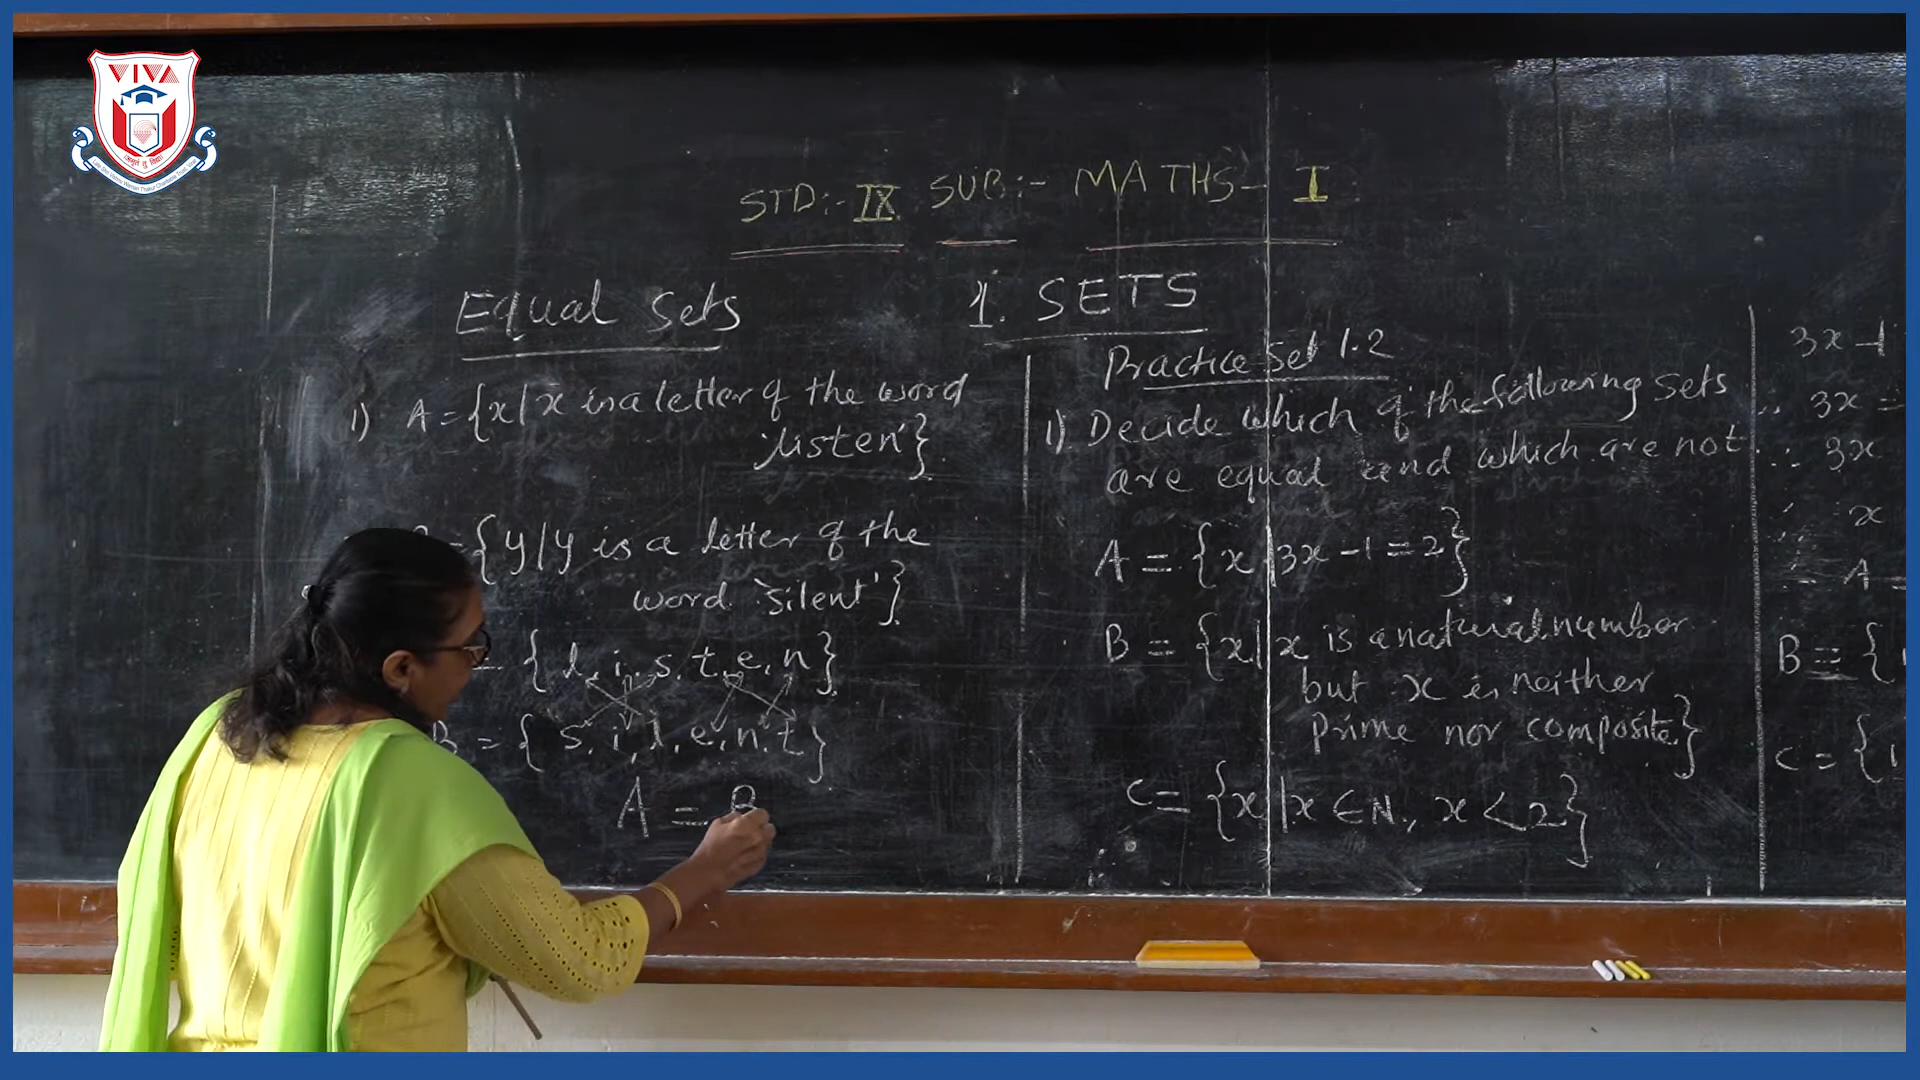 VIVA
STD:- IX SUB:- MATHS- I
Equal Sets
1) A = {x/x is a letter of the word
'listen'}
= {y/y is a letter of the
word 'silent'}
= {l, i, s, t, e, n}
B = {s, i, l, e, n, t}
A = B
1. SETS
Practice Set 1.2
1) Decide which of the following sets
are equal and which are not
A = {x | 3x - 1 = 2}
B = {x | x is a natural number
but x is neither
prime nor composite.}
C = {x | x ∈ N, x < 2}
3x - 1
∴ 3x =
∴ 3x
∴ x
A =
B = {1
C = {1